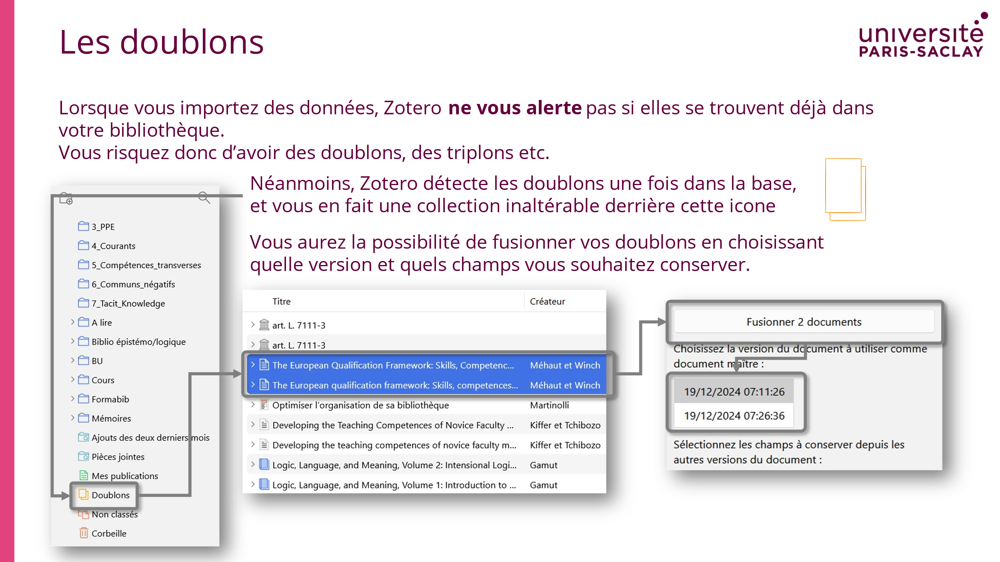 Les doublons
université
PARIS-SACLAY
Lorsque vous importez des données, Zotero ne vous alerte pas si elles se trouvent déjà dans
votre bibliothèque.
Vous risquez donc d’avoir des doublons, des triplons etc.
Néanmoins, Zotero détecte les doublons une fois dans la base,
et vous en fait une collection inaltérable derrière cette icone
Vous aurez la possibilité de fusionner vos doublons en choisissant
quelle version et quels champs vous souhaitez conserver.
3_PPE
4_Courants
5_Compétences_transverses
6_Communs_négatifs
7_Tacit_Knowledge
A lire
Biblio épistémo/logique
BU
Cours
Formabib
Mémoires
Ajouts des deux derniers mois
Pièces jointes
Mes publications
Doublons
Non classés
Corbeille
Titre Créateur
art. L. 7111-3
art. L. 7111-3
The European Qualification Framework: Skills, Competenc... Méhaut et Winch
The European qualification framework: Skills, competences... Méhaut et Winch
Optimiser l’organisation de sa bibliothèque Martinolli
Developing the Teaching Competences of Novice Faculty ... Kiffer et Tchibozo
Developing the teaching competences of novice faculty m... Kiffer et Tchibozo
Logic, Language, and Meaning, Volume 2: Intensional Logi... Gamut
Logic, Language, and Meaning, Volume 1: Introduction to ... Gamut
Fusionner 2 documents
Choisissez la version du document à utiliser comme
document maître :
19/12/2024 07:11:26
19/12/2024 07:26:36
Sélectionnez les champs à conserver depuis les
autres versions du document :